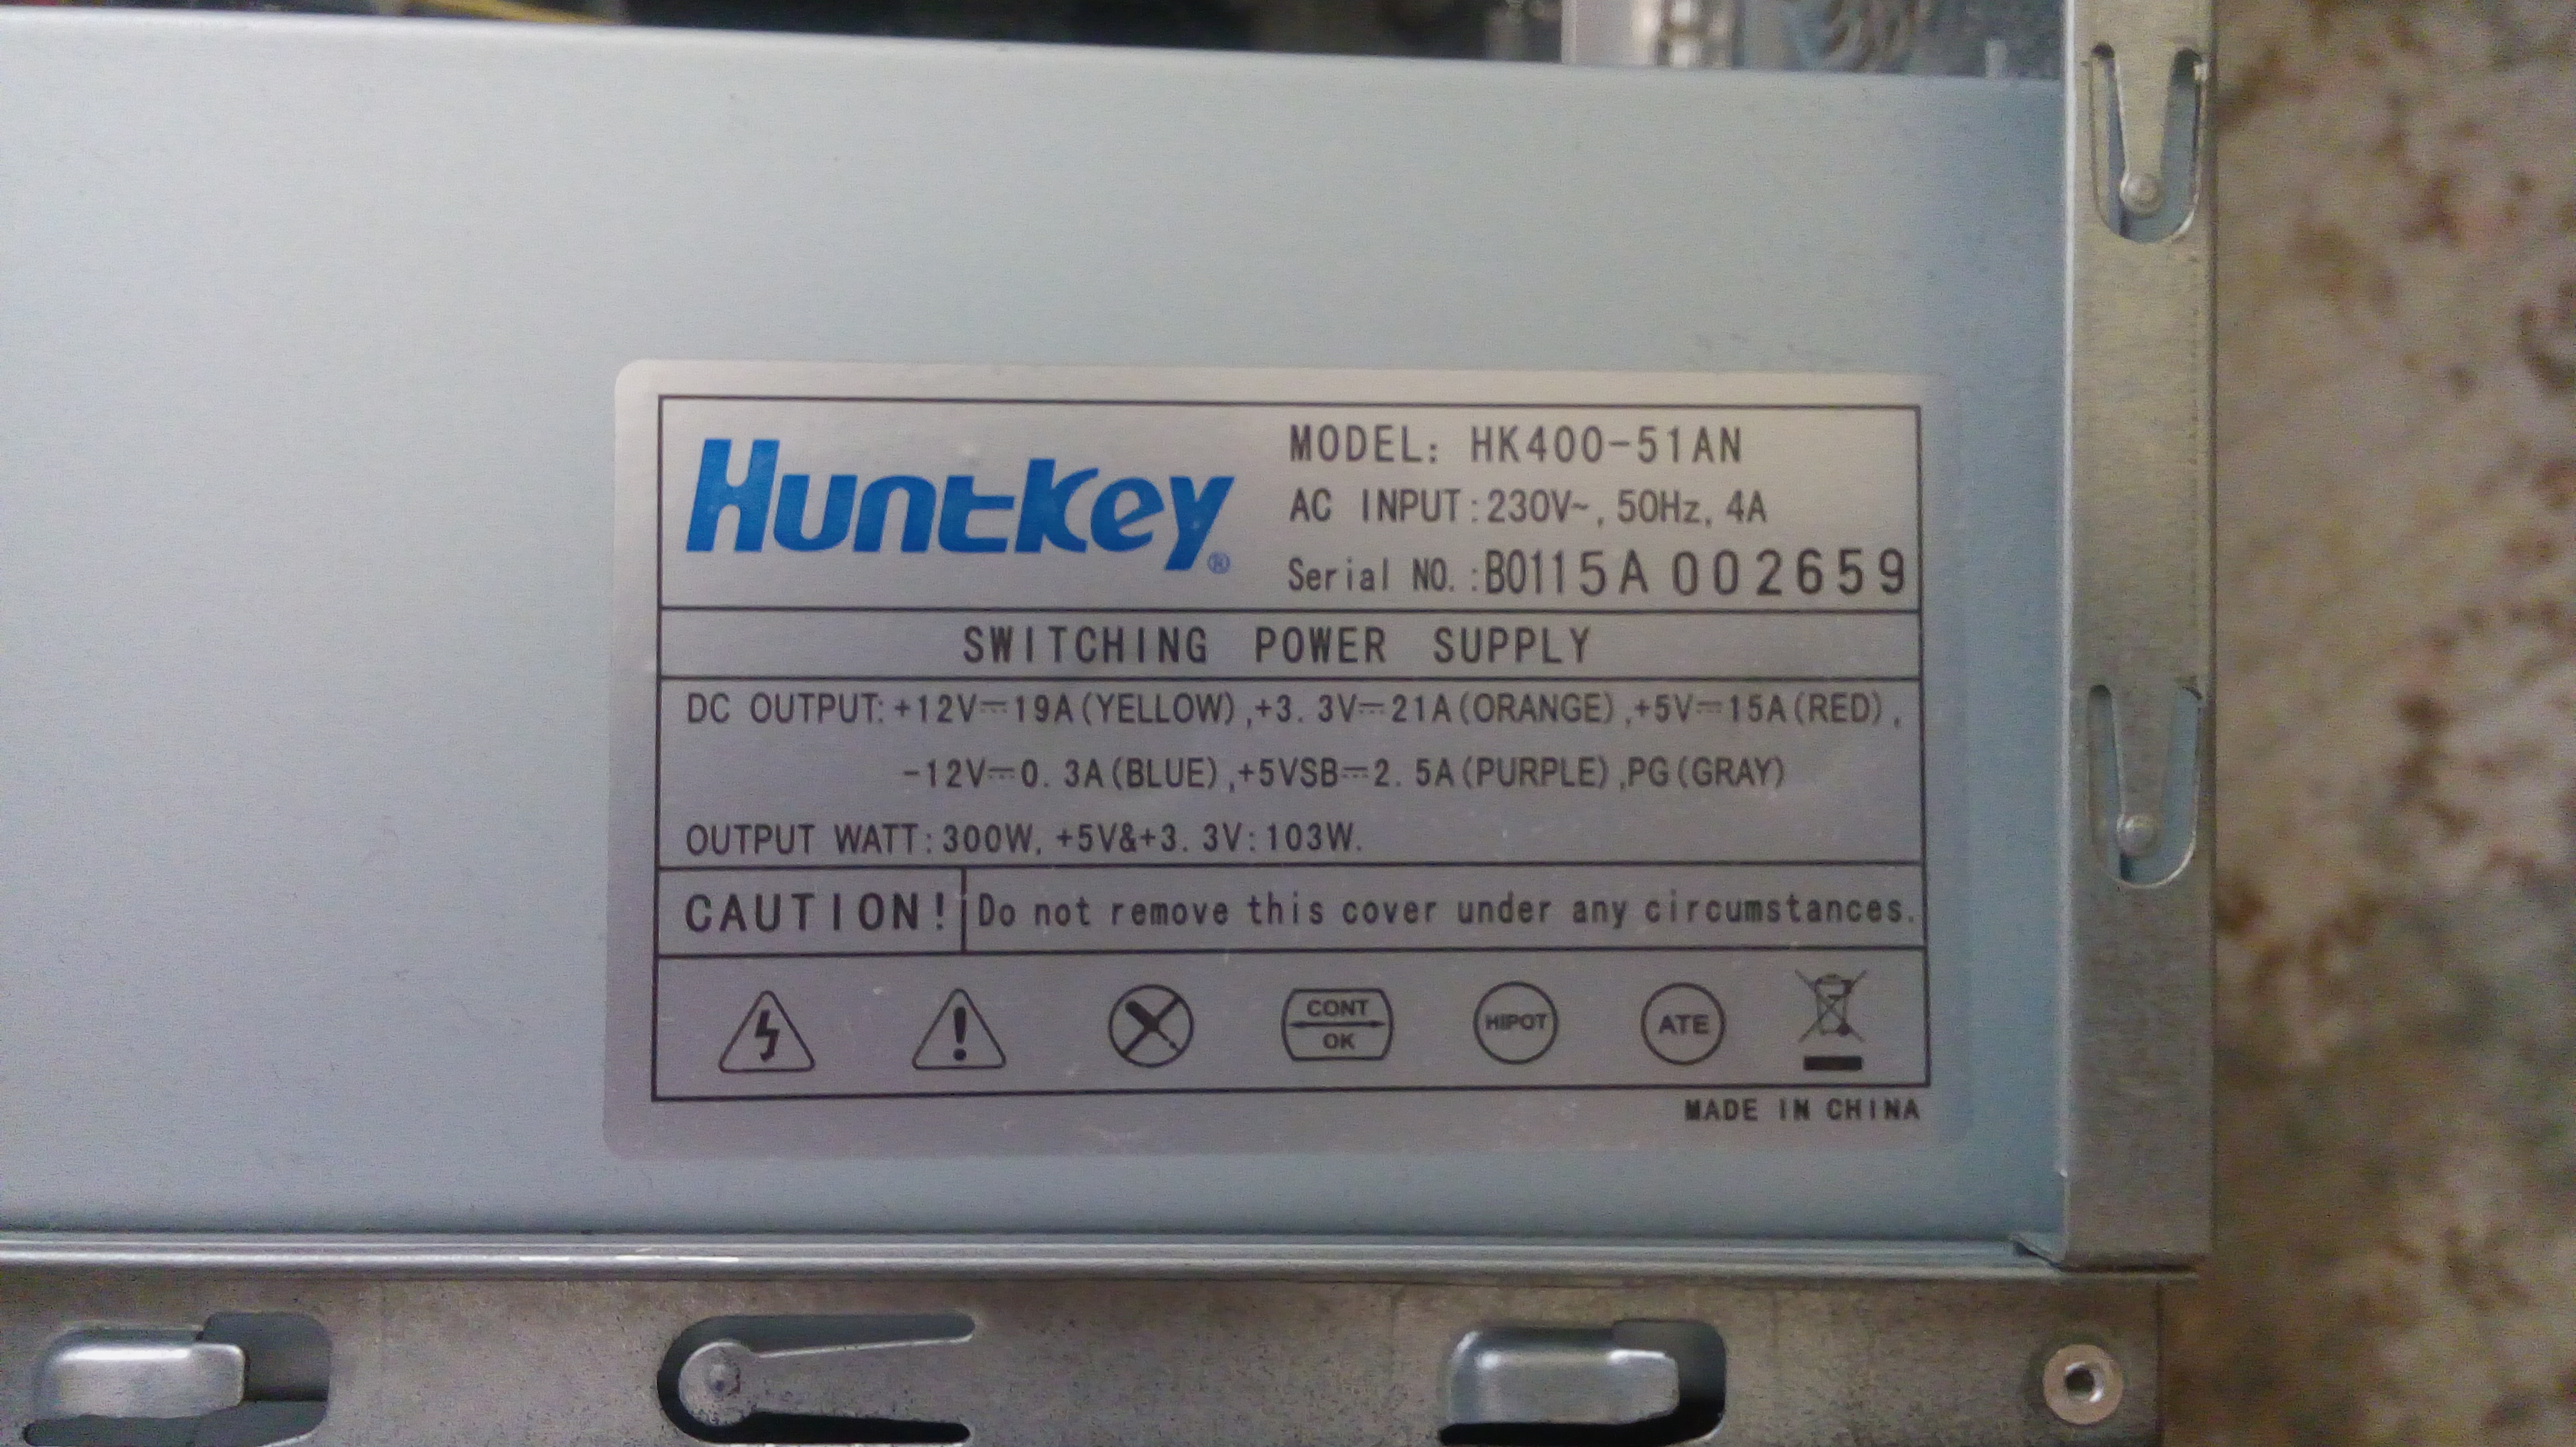 Huntkey®
MODEL: HK400-51AN
AC INPUT:230V~, 50Hz, 4A
Serial NO.:B0115A002659
SWITCHING POWER SUPPLY
DC OUTPUT: +12V⎓19A(YELLOW),+3.3V⎓21A(ORANGE),+5V⎓15A(RED),
-12V⎓0.3A(BLUE),+5VSB⎓2.5A(PURPLE),PG(GRAY)
OUTPUT WATT:300W, +5V&+3.3V:103W.
CAUTION! Do not remove this cover under any circumstances.
CONT
OK
HIPOT
ATE
MADE IN CHINA